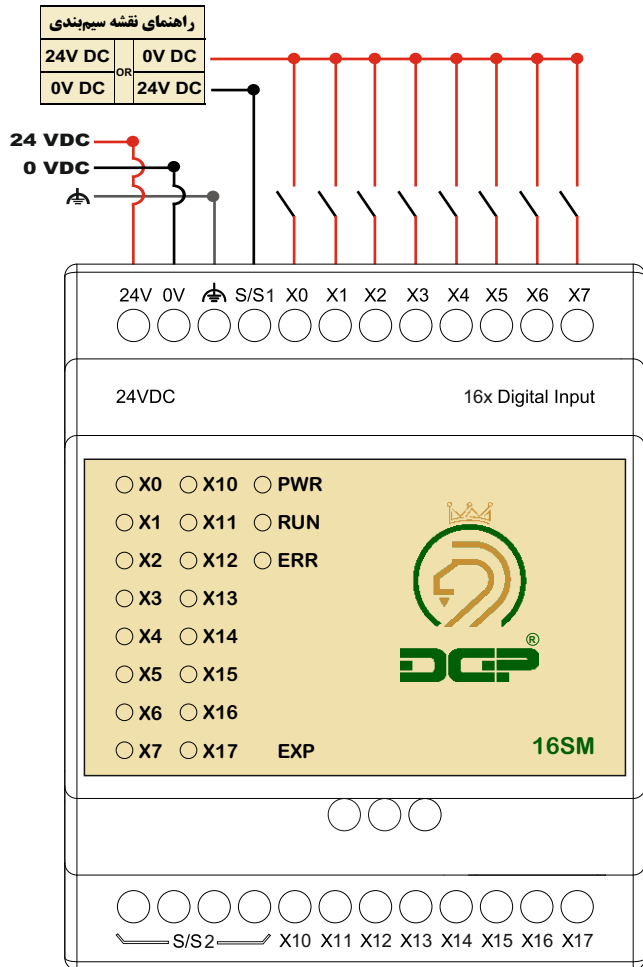 راهنمای نقشه سیم‌بندی
24V DC OR 0V DC
0V DC 24V DC
24 VDC
0 VDC
24V 0V S/S1 X0 X1 X2 X3 X4 X5 X6 X7
24VDC 16x Digital Input
X0 X10 PWR
X1 X11 RUN
X2 X12 ERR
X3 X13
X4 X14
X5 X15
X6 X16
X7 X17 EXP
DGP ®
16SM
S/S2 X10 X11 X12 X13 X14 X15 X16 X17